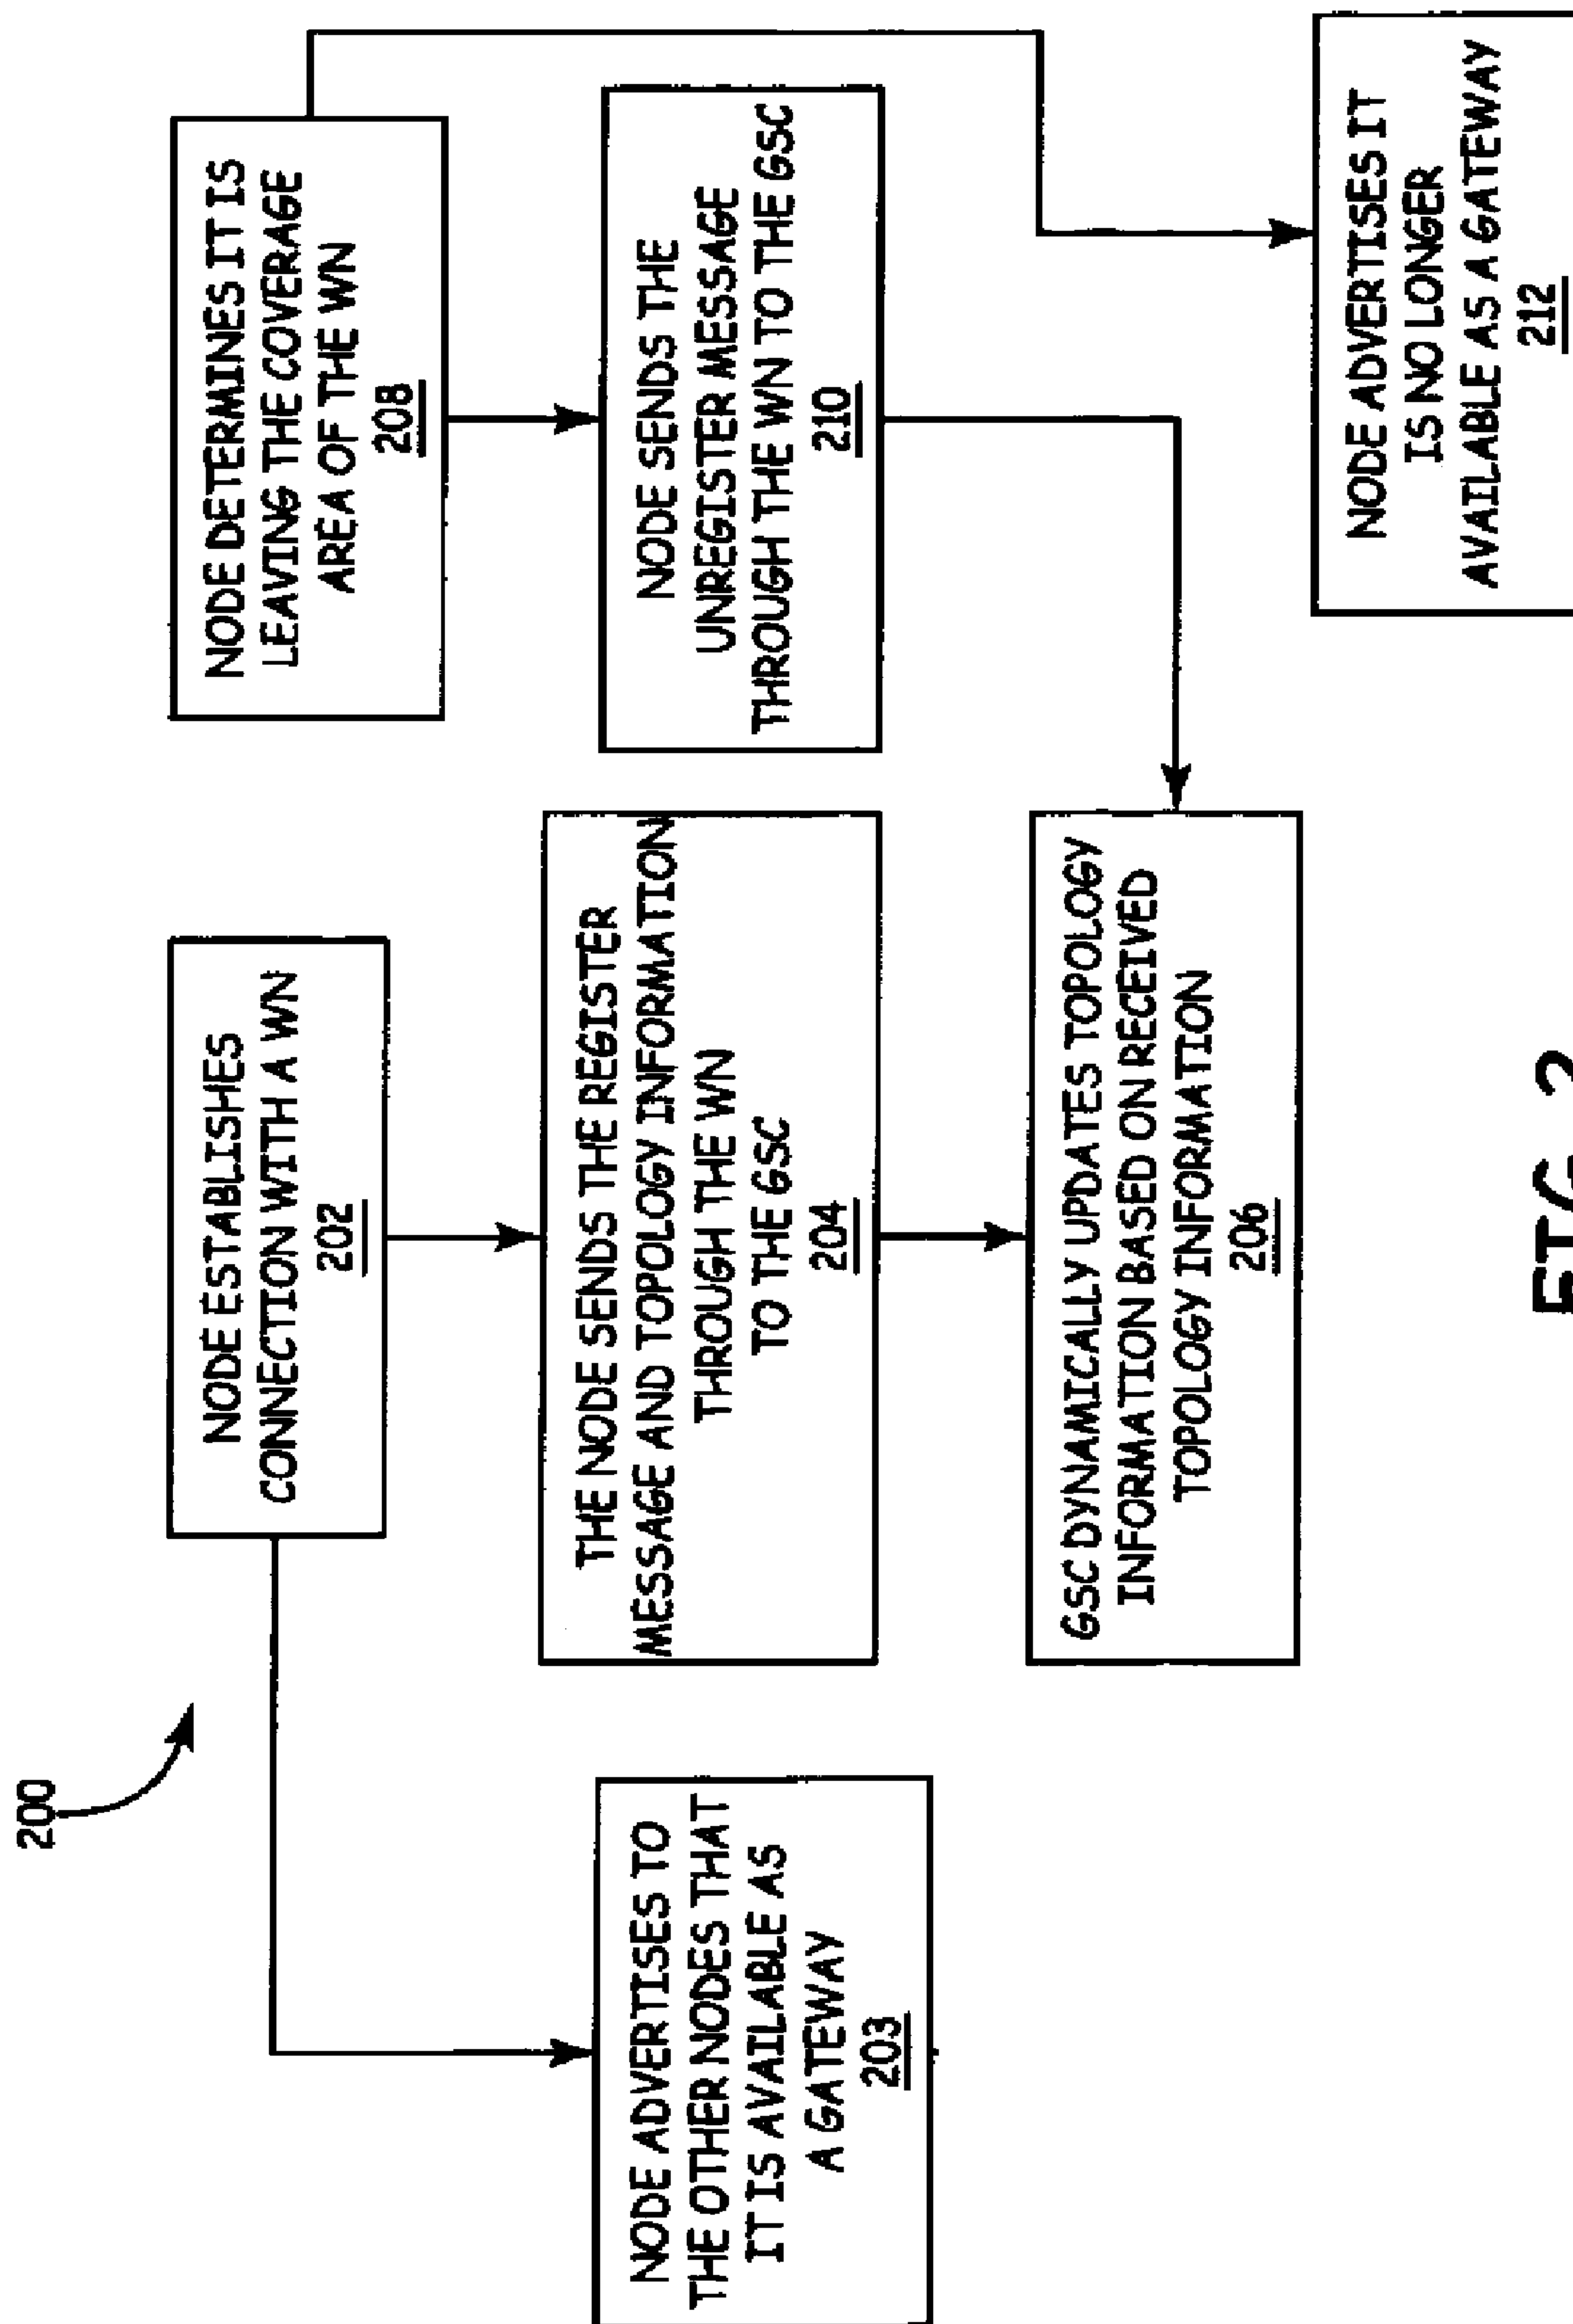 200
NODE ESTABLISHES
CONNECTION WITH A WN
202
NODE ADVERTISES TO
THE OTHER NODES THAT
IT IS AVAILABLE AS
A GATEWAY
203
THE NODE SENDS THE REGISTER
MESSAGE AND TOPOLOGY INFORMATION
THROUGH THE WN
TO THE GSC
204
GSC DYNAMICALLY UPDATES TOPOLOGY
INFORMATION BASED ON RECEIVED
TOPOLOGY INFORMATION
206
NODE DETERMINES IT IS
LEAVING THE COVERAGE
AREA OF THE WN
208
NODE SENDS THE
UNREGISTER MESSAGE
THROUGH THE WN TO THE GSC
210
NODE ADVERTISES IT
IS NO LONGER
AVAILABLE AS A GATEWAY
212
FIG. 2